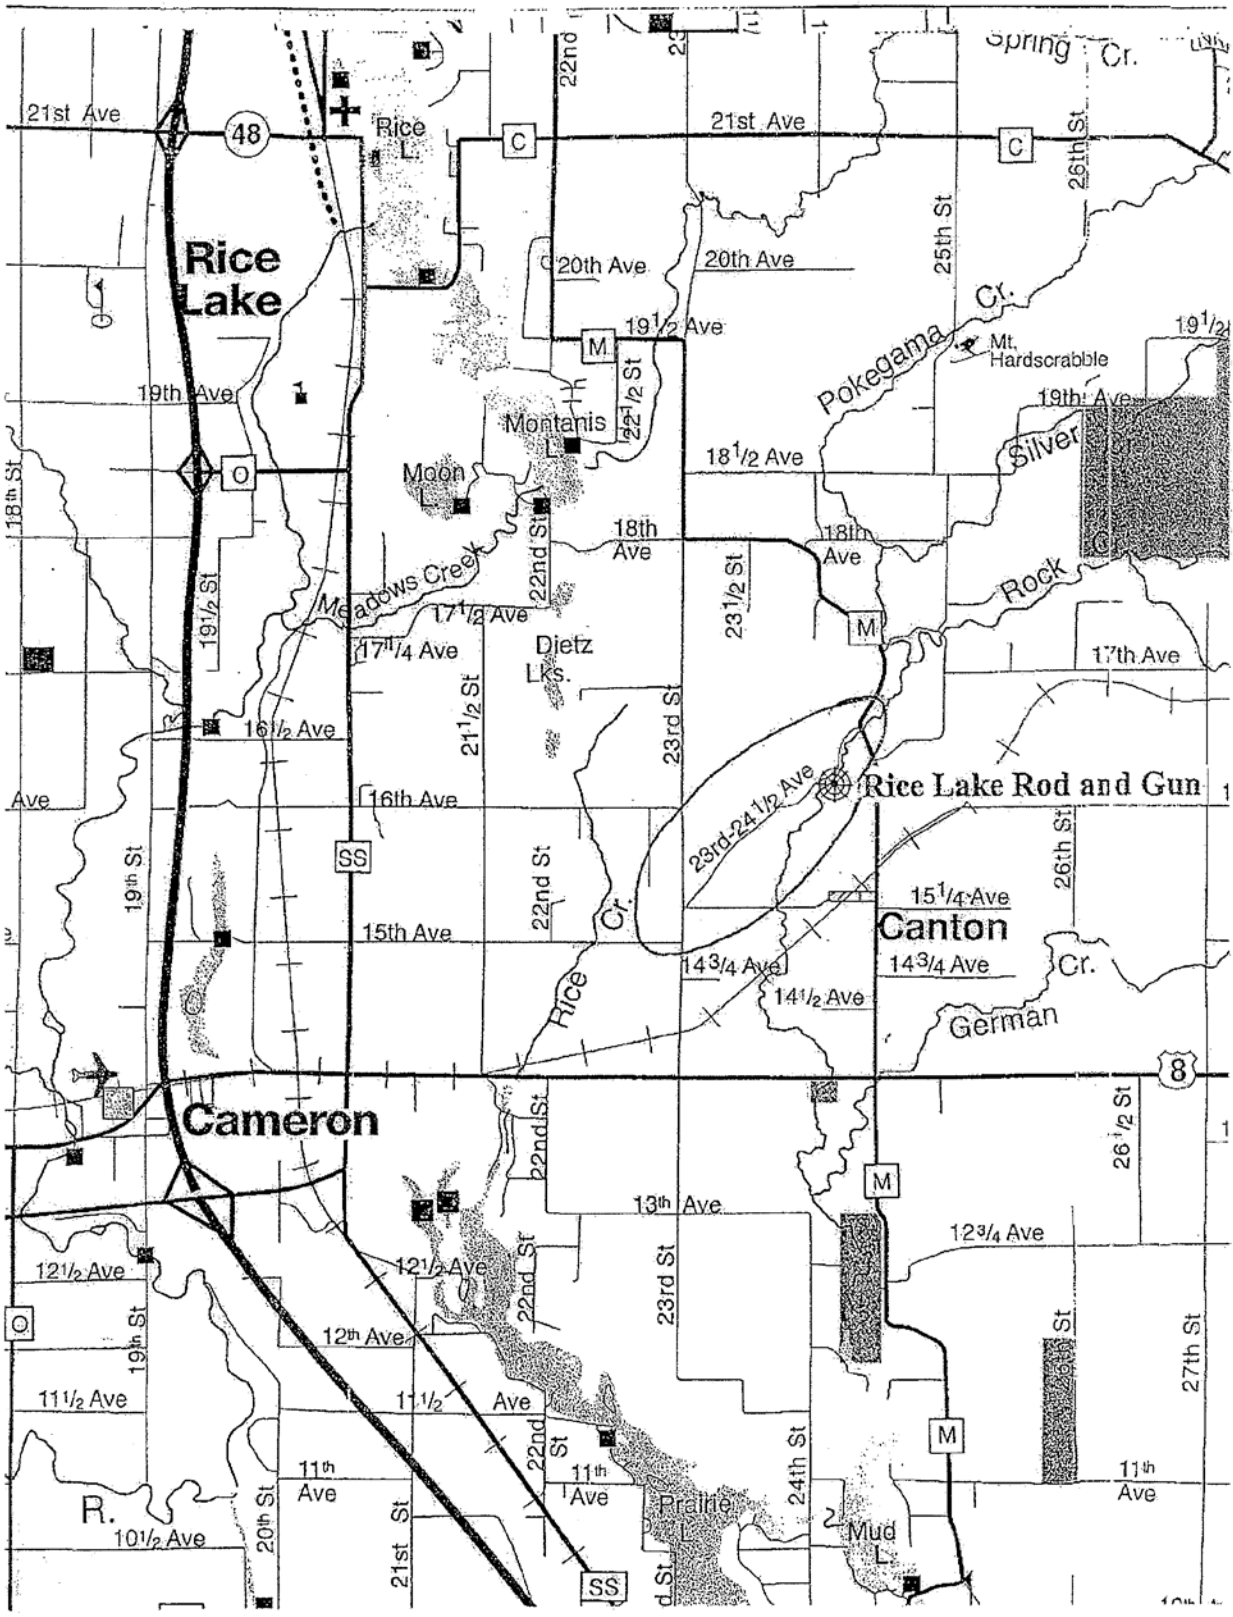 22nd
23
Spring Cr.
21st Ave
48
Rice
L.
C
21st Ave
C
26th St
Rice
Lake
25th St
20th Ave
20th Ave
Cr.
19 1/2 Ave
M
19 1/2
Mt.
Hardscrabble
Pokegama
22 1/2 St
19th Ave
19th Ave
Montanis
L.
Silver
18th St
O
Moon
L.
18 1/2 Ave
18th
Ave
18th
Ave
C
22nd St
Rock
Meadows Creek
19 1/2 St
23 1/2 St
17 1/2 Ave
M
17 1/4 Ave
Dietz
Lks.
17th Ave
21 1/2 St
23rd St
16 1/2 Ave
23rd-24 1/2 Ave
Rice Lake Rod and Gun
1
Ave
16th Ave
SS
19th St
22nd St
26th St
15 1/4 Ave
Cr.
Canton
15th Ave
14 3/4 Ave
14 3/4 Ave
Cr.
Rice
14 1/2 Ave
German
8
Cameron
22nd St
26 1/2 St
1
M
13th Ave
12 3/4 Ave
12 1/2 Ave
12 1/2 Ave
22nd St
23rd St
O
19th St
12th Ave
26th St
27th St
11 1/2 Ave
11 1/2 Ave
22nd
St
M
24th St
11th
Ave
11th
Ave
11th
Ave
R.
20th St
21st St
Prairie
L.
Mud
L.
10 1/2 Ave
SS
d St